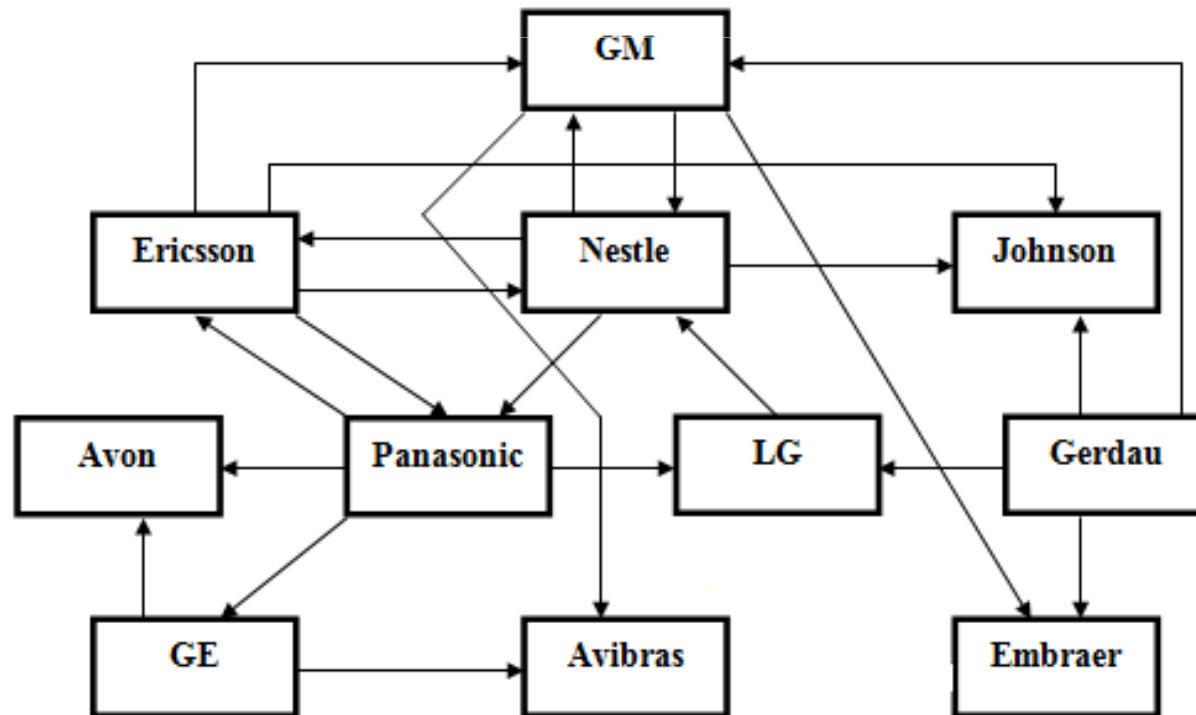 GM
Ericsson
Nestle
Johnson
Avon
Panasonic
LG
Gerdau
GE
Avibras
Embraer